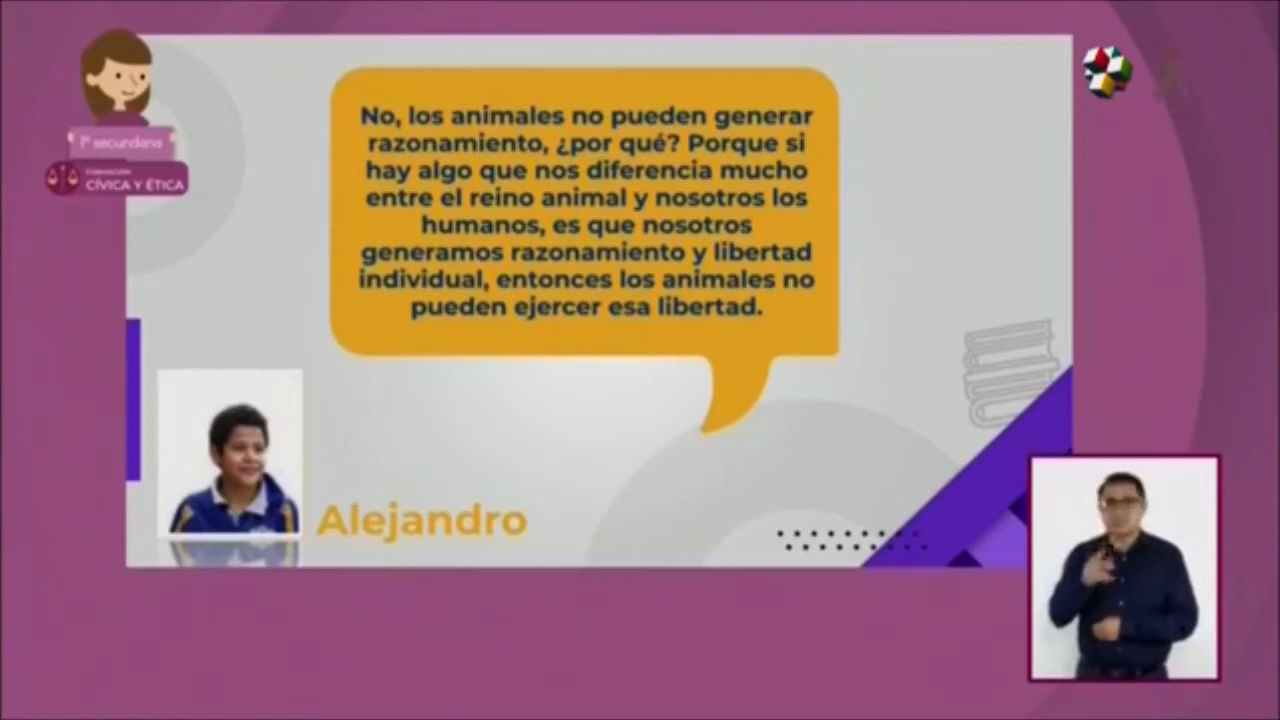 1º secundaria
FORMACIÓN
CÍVICA Y ÉTICA
No, los animales no pueden generar
razonamiento, ¿por qué? Porque si
hay algo que nos diferencia mucho
entre el reino animal y nosotros los
humanos, es que nosotros
generamos razonamiento y libertad
individual, entonces los animales no
pueden ejercer esa libertad.
Alejandro